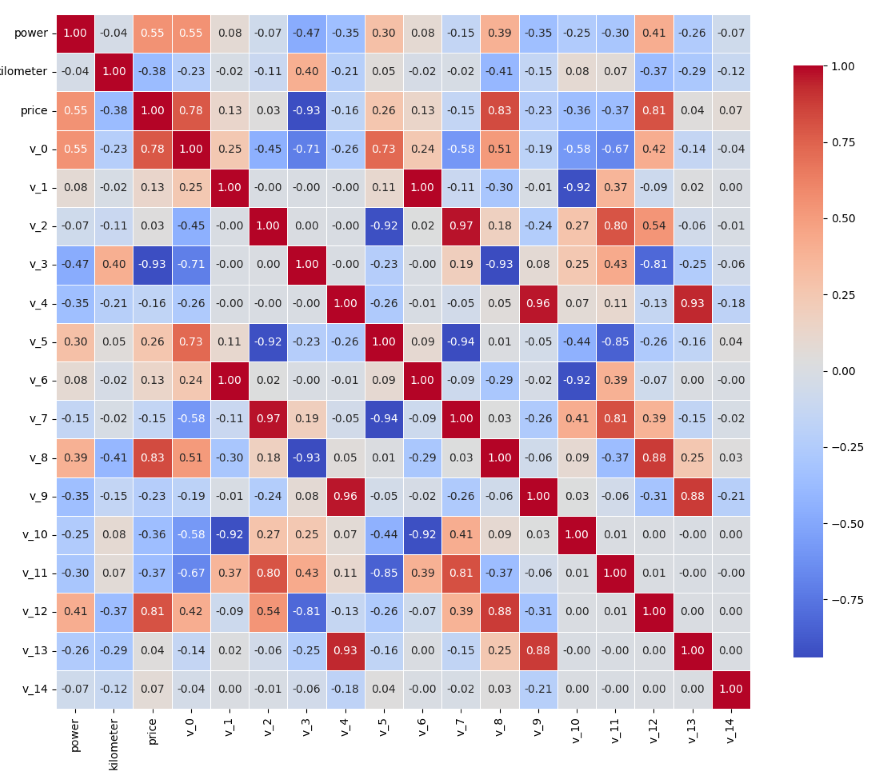 power 1.00 -0.04 0.55 0.55 0.08 -0.07 -0.47 -0.35 0.30 0.08 -0.15 0.39 -0.35 -0.25 -0.30 0.41 -0.26 -0.07
ilometer -0.04 1.00 -0.38 -0.23 -0.02 -0.11 0.40 -0.21 0.05 -0.02 -0.02 -0.41 -0.15 0.08 0.07 -0.37 -0.29 -0.12
price 0.55 -0.38 1.00 0.78 0.13 0.03 -0.93 -0.16 0.26 0.13 -0.15 0.83 -0.23 -0.36 -0.37 0.81 0.04 0.07
v_0 0.55 -0.23 0.78 1.00 0.25 -0.45 -0.71 -0.26 0.73 0.24 -0.58 0.51 -0.19 -0.58 -0.67 0.42 -0.14 -0.04
v_1 0.08 -0.02 0.13 0.25 1.00 -0.00 -0.00 -0.00 0.11 1.00 -0.11 -0.30 -0.01 -0.92 0.37 -0.09 0.02 0.00
v_2 -0.07 -0.11 0.03 -0.45 -0.00 1.00 0.00 -0.00 -0.92 0.02 0.97 0.18 -0.24 0.27 0.80 0.54 -0.06 -0.01
v_3 -0.47 0.40 -0.93 -0.71 -0.00 0.00 1.00 -0.00 -0.23 -0.00 0.19 -0.93 0.08 0.25 0.43 -0.81 -0.25 -0.06
v_4 -0.35 -0.21 -0.16 -0.26 -0.00 -0.00 -0.00 1.00 -0.26 -0.01 -0.05 0.05 0.96 0.07 0.11 -0.13 0.93 -0.18
v_5 0.30 0.05 0.26 0.73 0.11 -0.92 -0.23 -0.26 1.00 0.09 -0.94 0.01 -0.05 -0.44 -0.85 -0.26 -0.16 0.04
v_6 0.08 -0.02 0.13 0.24 1.00 0.02 -0.00 -0.01 0.09 1.00 -0.09 -0.29 -0.02 -0.92 0.39 -0.07 0.00 -0.00
v_7 -0.15 -0.02 -0.15 -0.58 -0.11 0.97 0.19 -0.05 -0.94 -0.09 1.00 0.03 -0.26 0.41 0.81 0.39 -0.15 -0.02
v_8 0.39 -0.41 0.83 0.51 -0.30 0.18 -0.93 0.05 0.01 -0.29 0.03 1.00 -0.06 0.09 -0.37 0.88 0.25 0.03
v_9 -0.35 -0.15 -0.23 -0.19 -0.01 -0.24 0.08 0.96 -0.05 -0.02 -0.26 -0.06 1.00 0.03 -0.06 -0.31 0.88 -0.21
v_10 -0.25 0.08 -0.36 -0.58 -0.92 0.27 0.25 0.07 -0.44 -0.92 0.41 0.09 0.03 1.00 0.01 0.00 -0.00 0.00
v_11 -0.30 0.07 -0.37 -0.67 0.37 0.80 0.43 0.11 -0.85 0.39 0.81 -0.37 -0.06 0.01 1.00 0.01 -0.00 -0.00
v_12 0.41 -0.37 0.81 0.42 -0.09 0.54 -0.81 -0.13 -0.26 -0.07 0.39 0.88 -0.31 0.00 0.01 1.00 0.00 0.00
v_13 -0.26 -0.29 0.04 -0.14 0.02 -0.06 -0.25 0.93 -0.16 0.00 -0.15 0.25 0.88 -0.00 -0.00 0.00 1.00 0.00
v_14 -0.07 -0.12 0.07 -0.04 0.00 -0.01 -0.06 -0.18 0.04 -0.00 -0.02 0.03 -0.21 0.00 -0.00 0.00 0.00 1.00
power kilometer price v_0 v_1 v_2 v_3 v_4 v_5 v_6 v_7 v_8 v_9 v_10 v_11 v_12 v_13 v_14
1.00
0.75
0.50
0.25
0.00
−0.25
−0.50
−0.75